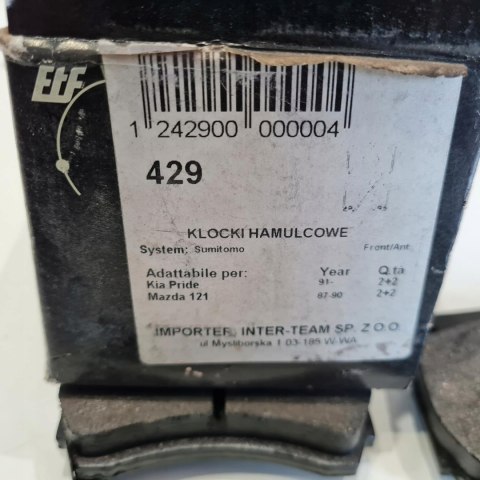 EtF
1 242900 000004
429
KLOCKI HAMULCOWE
System: Sumitomo Front/Ant
Adattabile per: Year Q.ta
Kia Pride 91- 2+2
Mazda 121 87-90 2+2
IMPORTER: INTER-TEAM SP. Z O.O.
ul Myśliborska 1 03-185 W-WA